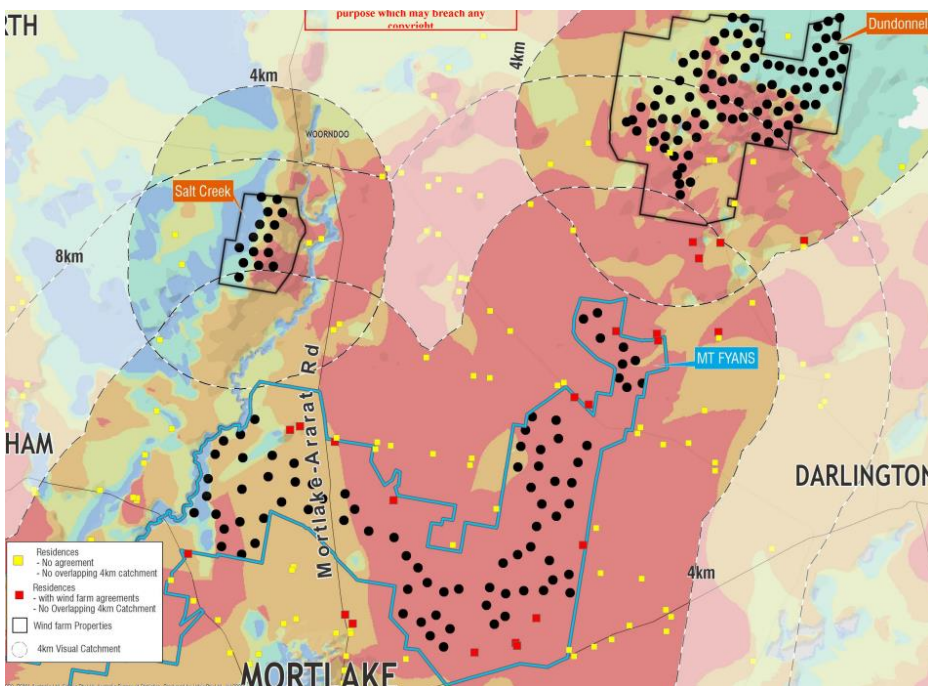 RTH
purpose which may breach any
copyright
Dundonnel
4km
4km
WOORNDOO
Salt Creek
8km
MT FYANS
Mortlake-Ararat Rd
HAM
DARLINGTON
4km
Residences
- No agreement
- No overlapping 4km catchment
Residences
- with wind farm agreements
- No Overlapping 4km Catchment
Wind farm Properties
4km Visual Catchment
MORTLAKE